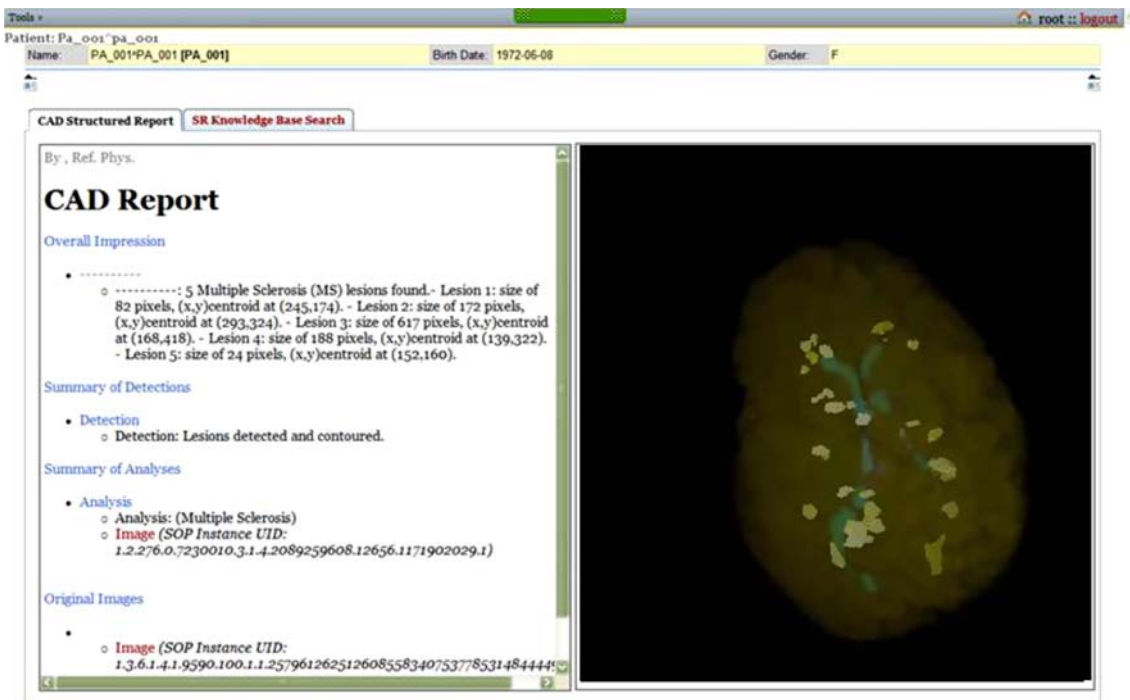 Tools »
root :: logout
Patient: Pa_001^pa_001
Name: PA_001^PA_001 [PA_001] Birth Date: 1972-06-08 Gender: F
CAD Structured Report SR Knowledge Base Search
By , Ref. Phys.
CAD Report
Overall Impression
----------
----------: 5 Multiple Sclerosis (MS) lesions found.- Lesion 1: size of
82 pixels, (x,y)centroid at (245,174). - Lesion 2: size of 172 pixels,
(x,y)centroid at (293,324). - Lesion 3: size of 617 pixels, (x,y)centroid
at (168,418). - Lesion 4: size of 188 pixels, (x,y)centroid at (139,322).
- Lesion 5: size of 24 pixels, (x,y)centroid at (152,160).
Summary of Detections
Detection
Detection: Lesions detected and contoured.
Summary of Analyses
Analysis
Analysis: (Multiple Sclerosis)
Image (SOP Instance UID:
1.2.276.0.7230010.3.1.4.2089259608.12656.1171902029.1)
Original Images
Image (SOP Instance UID: